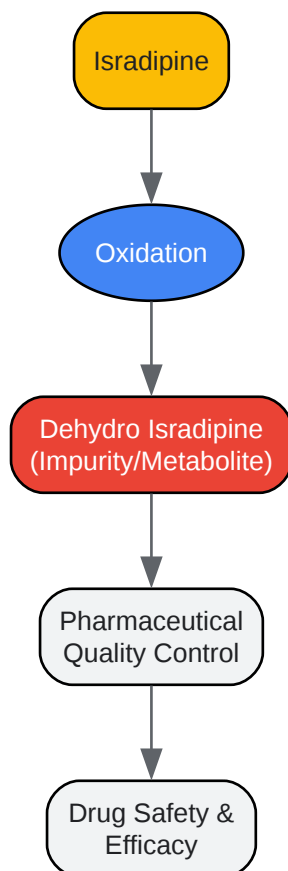 Isradipine
Oxidation
Dehydro Isradipine
(Impurity/Metabolite)
Pharmaceutical
Quality Control
Drug Safety &
Efficacy